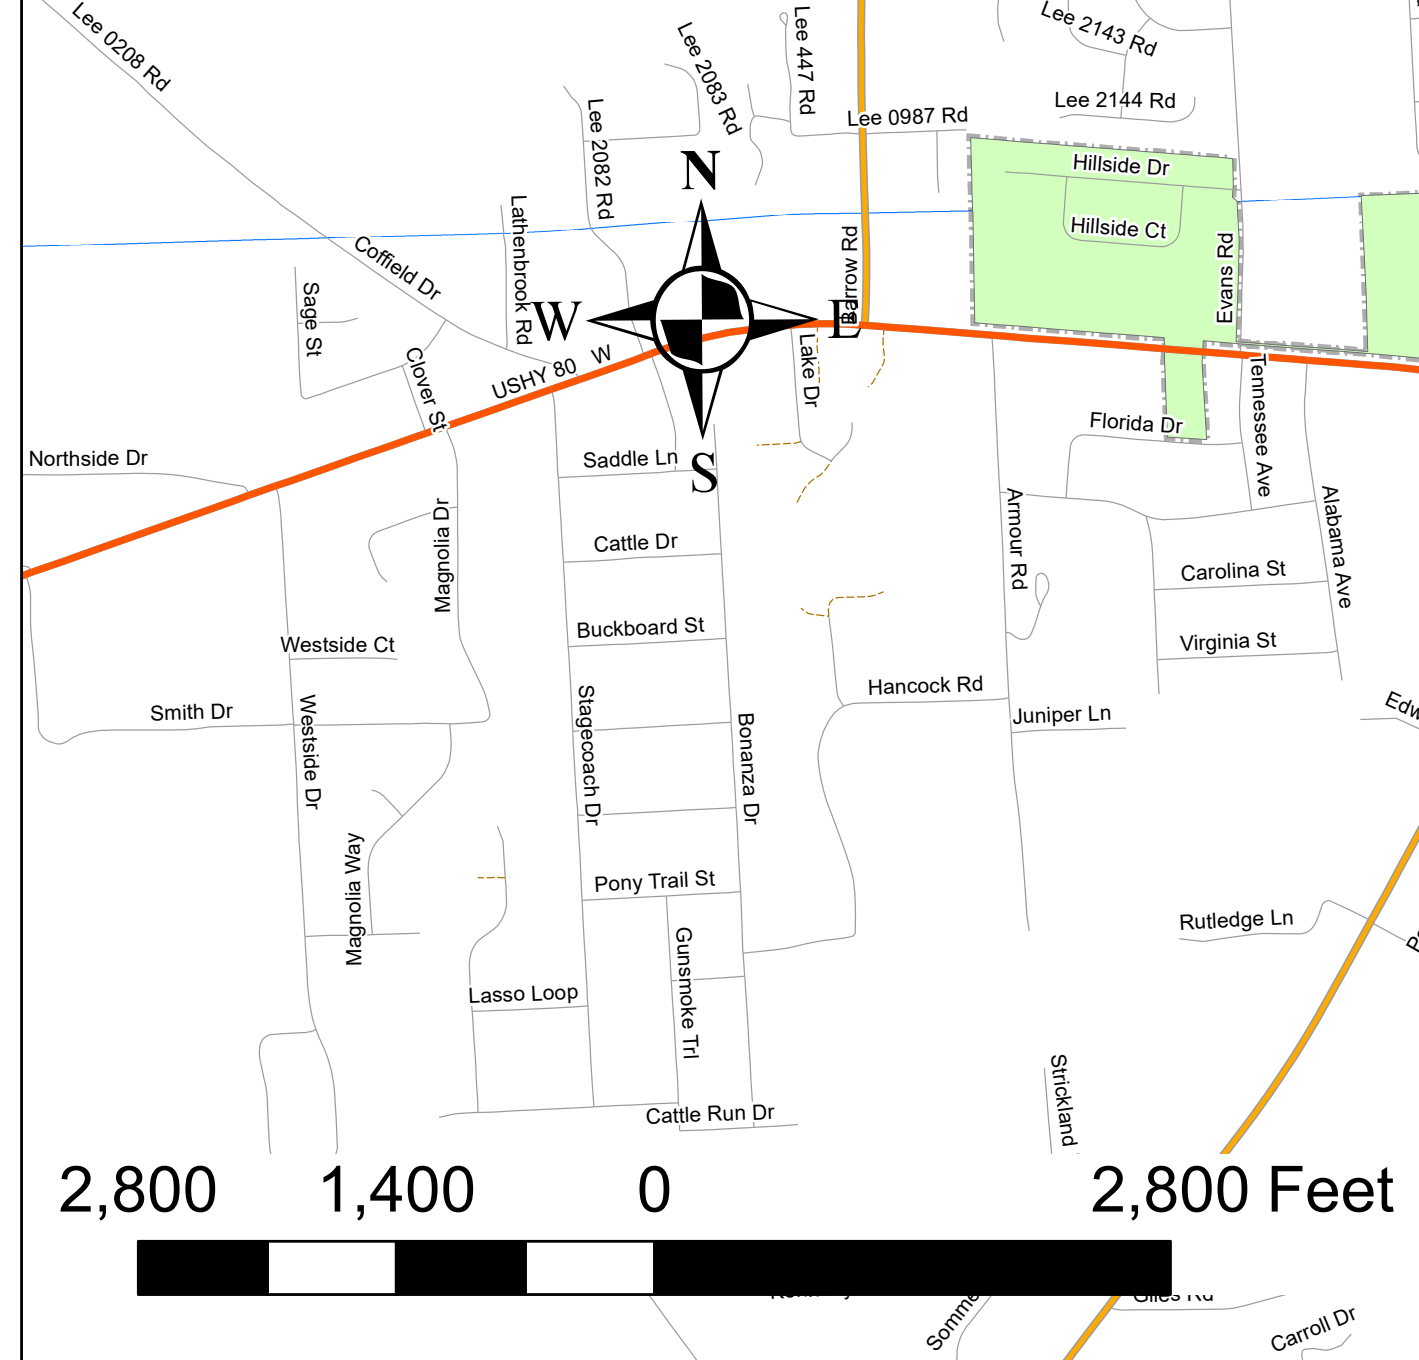 Lee 0208 Rd
Lee 2083 Rd
Lee 447 Rd
Lee 2143 Rd
Lee 2082 Rd
Lee 0987 Rd
Lee 2144 Rd
N
Hillside Dr
Hillside Ct
Lathenbrook Rd
Coffield Dr
Barrow Rd
Evans Rd
Sage St
W
E
Clover St
USHY 80 W
Lake Dr
Tennessee Ave
Florida Dr
Northside Dr
Saddle Ln
S
Magnolia Dr
Armour Rd
Alabama Ave
Cattle Dr
Carolina St
Buckboard St
Westside Ct
Virginia St
Hancock Rd
Smith Dr
Westside Dr
Stagecoach Dr
Bonanza Dr
Juniper Ln
Magnolia Way
Pony Trail St
Rutledge Ln
Gunsmoke Trl
Lasso Loop
Strickland
Cattle Run Dr
2,800 1,400 0 2,800 Feet
Giles Rd
Carroll Dr